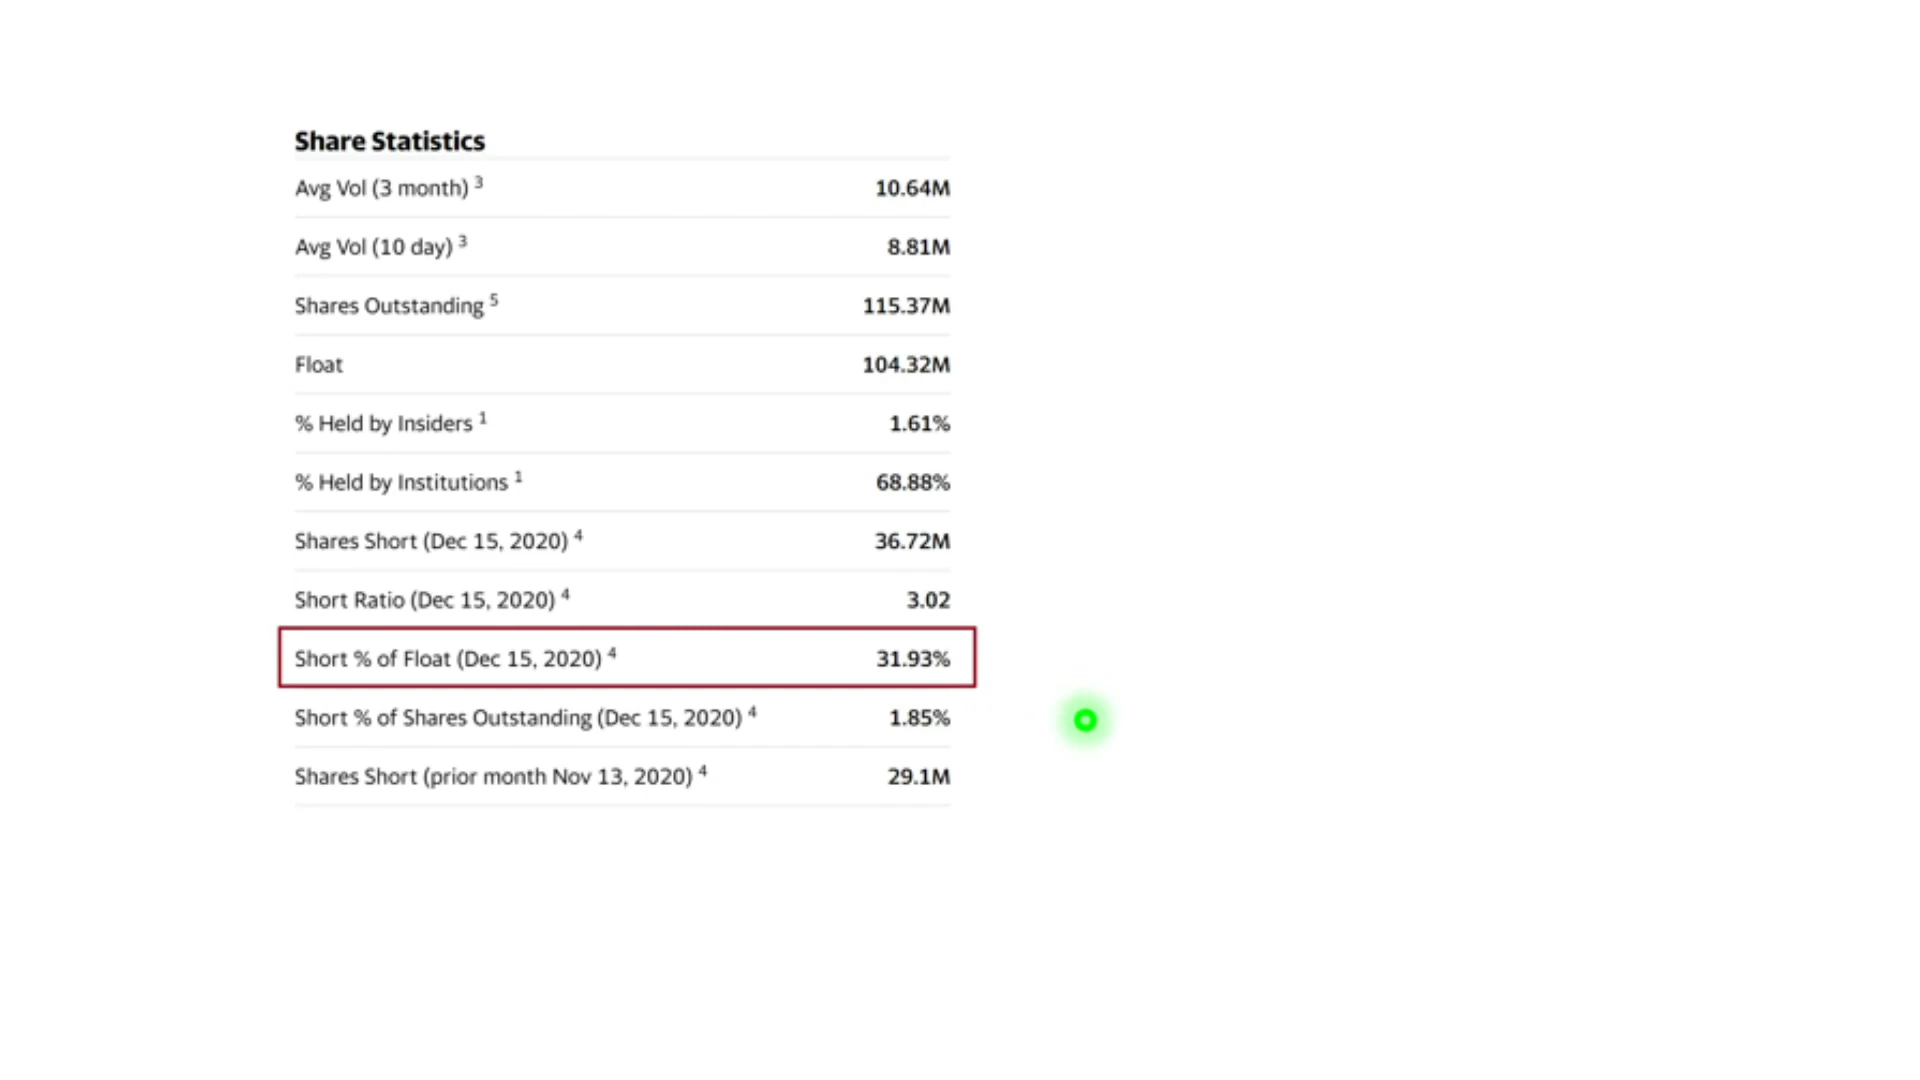 Share Statistics
Avg Vol (3 month) 3 10.64M
Avg Vol (10 day) 3 8.81M
Shares Outstanding 5 115.37M
Float 104.32M
% Held by Insiders 1 1.61%
% Held by Institutions 1 68.88%
Shares Short (Dec 15, 2020) 4 36.72M
Short Ratio (Dec 15, 2020) 4 3.02
Short % of Float (Dec 15, 2020) 4 31.93%
Short % of Shares Outstanding (Dec 15, 2020) 4 1.85%
Shares Short (prior month Nov 13, 2020) 4 29.1M